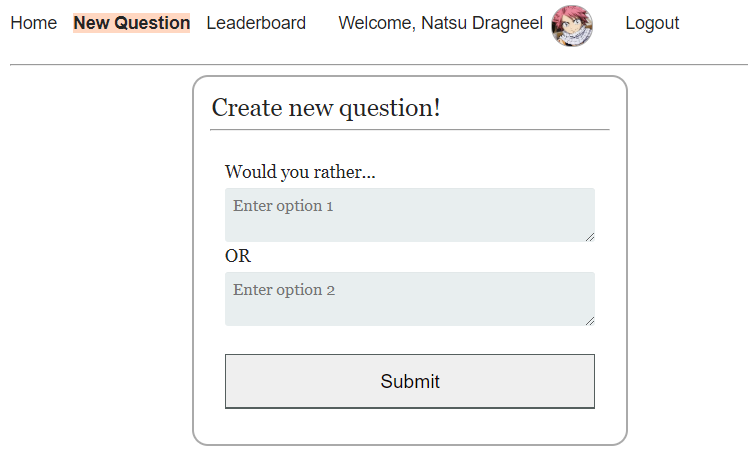 Home New Question Leaderboard Welcome, Natsu Dragneel Logout
Create new question!
Would you rather...
Enter option 1
OR
Enter option 2
Submit